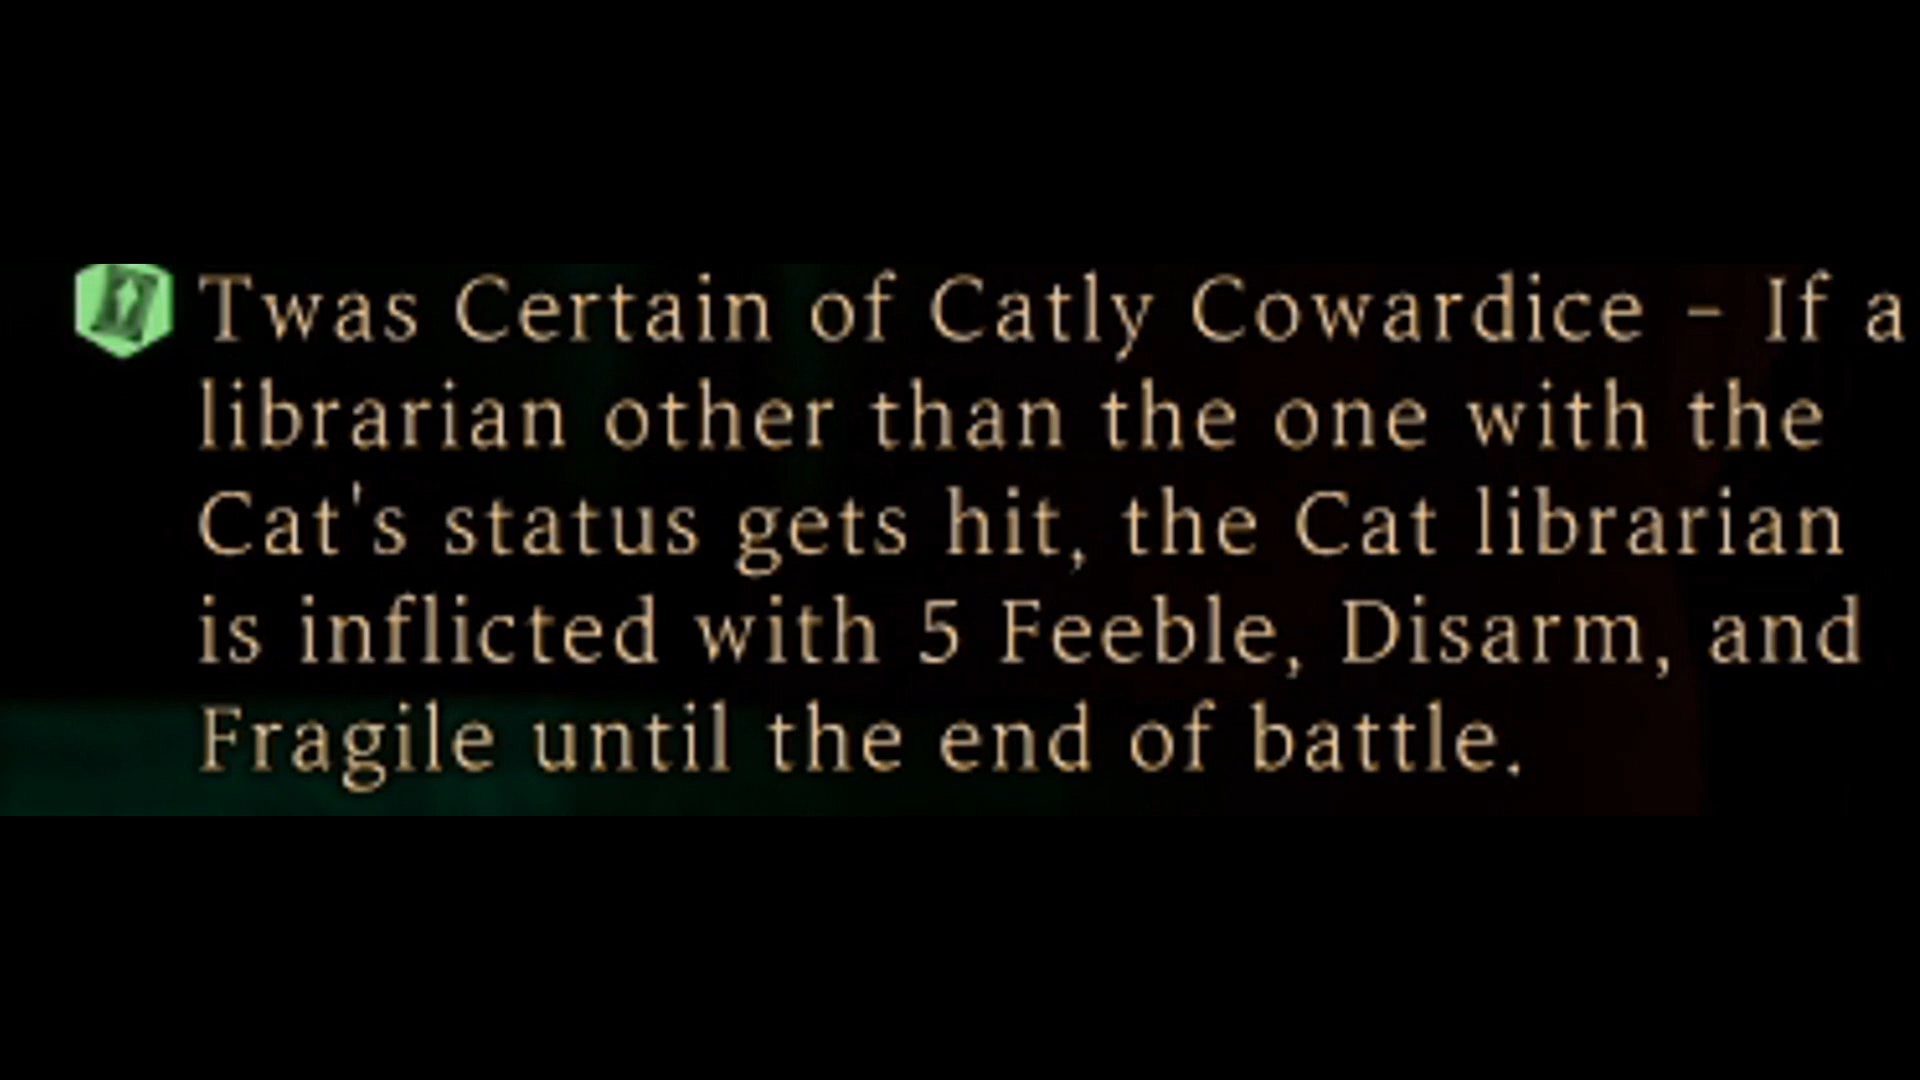 Twas Certain of Catly Cowardice – If a
librarian other than the one with the
Cat's status gets hit, the Cat librarian
is inflicted with 5 Feeble, Disarm, and
Fragile until the end of battle.